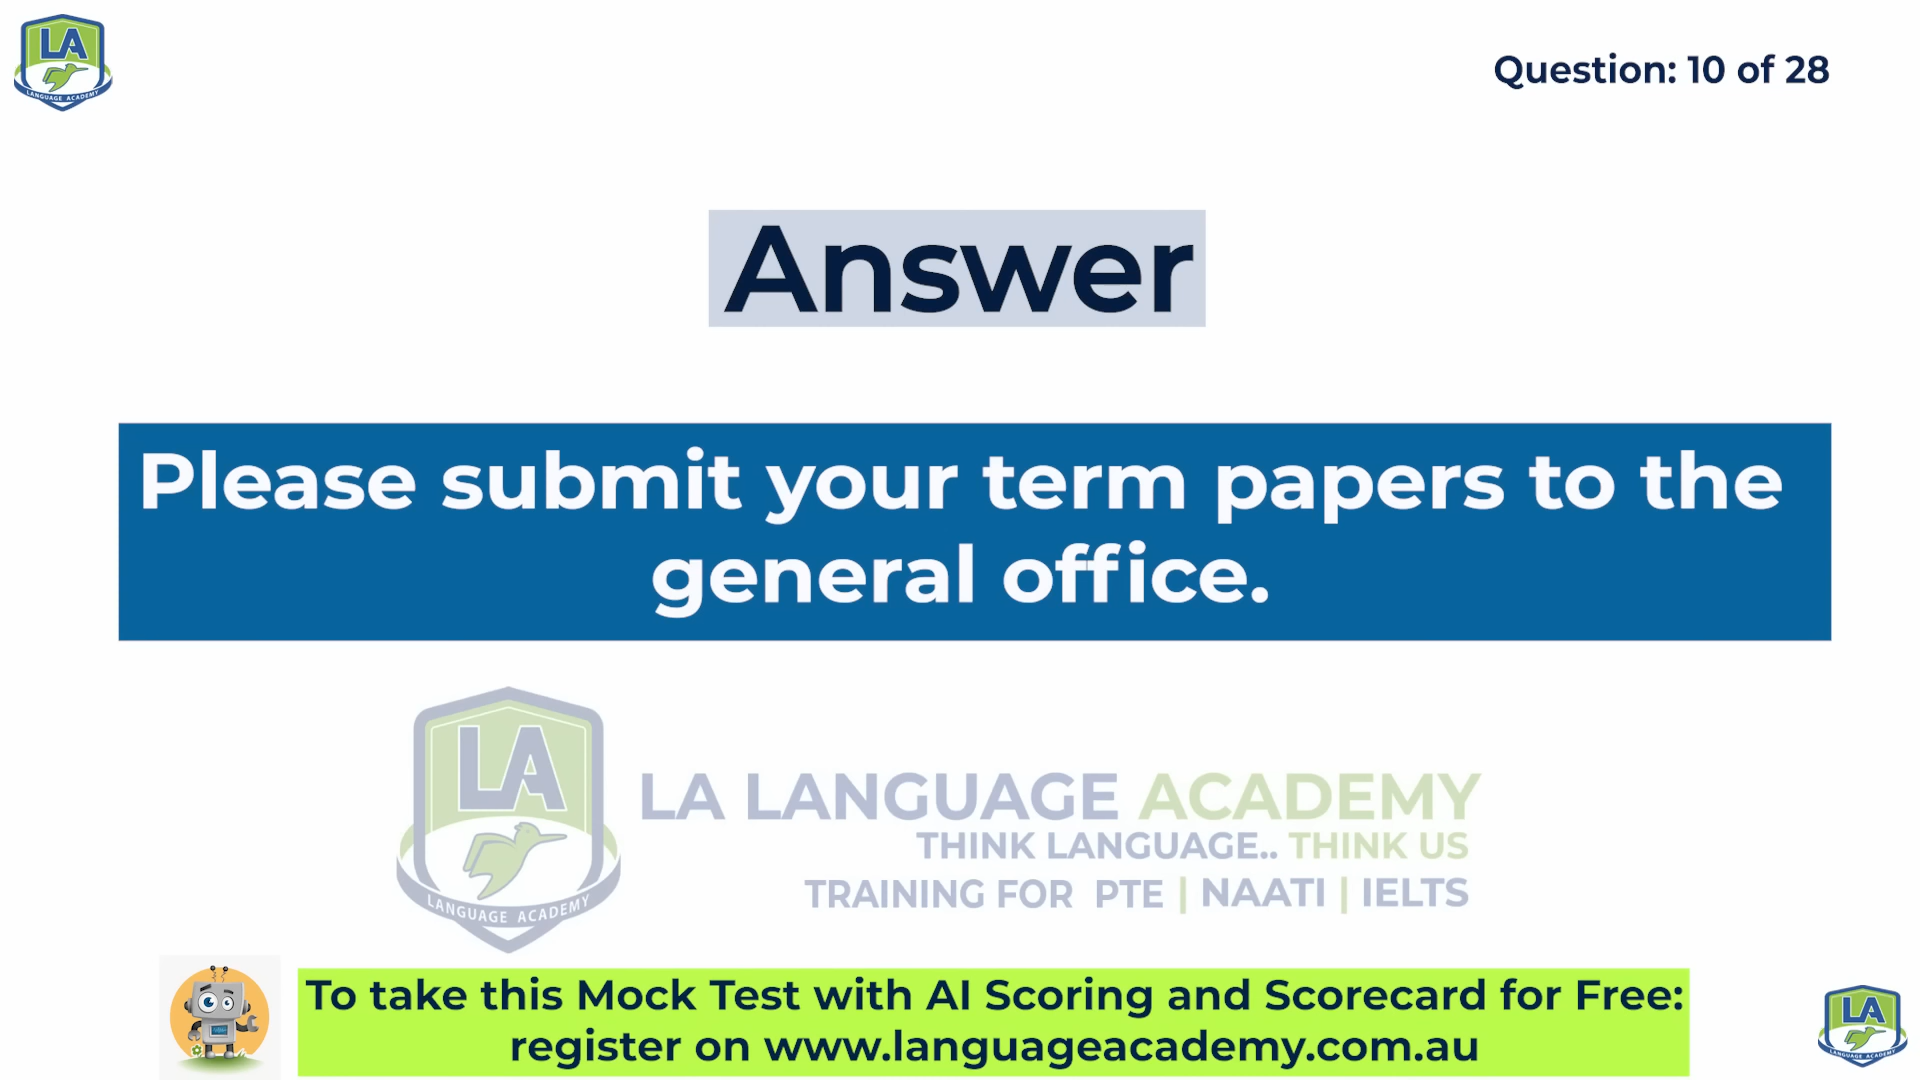 LA
LANGUAGE ACADEMY
Question: 10 of 28
Answer
Please submit your term papers to the
general office.
LA
LANGUAGE ACADEMY
LA LANGUAGE ACADEMY
THINK LANGUAGE.. THINK US
TRAINING FOR PTE | NAATI | IELTS
To take this Mock Test with AI Scoring and Scorecard for Free:
register on www.languageacademy.com.au
LA
LANGUAGE ACADEMY